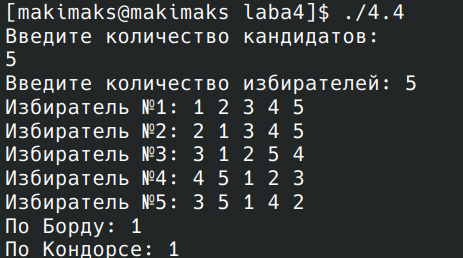 [makimaks@makimaks laba4]$ ./4.4
Введите количество кандидатов:
5
Введите количество избирателей: 5
Избиратель №1: 1 2 3 4 5
Избиратель №2: 2 1 3 4 5
Избиратель №3: 3 1 2 5 4
Избиратель №4: 4 5 1 2 3
Избиратель №5: 3 5 1 4 2
По Борду: 1
По Кондорсе: 1